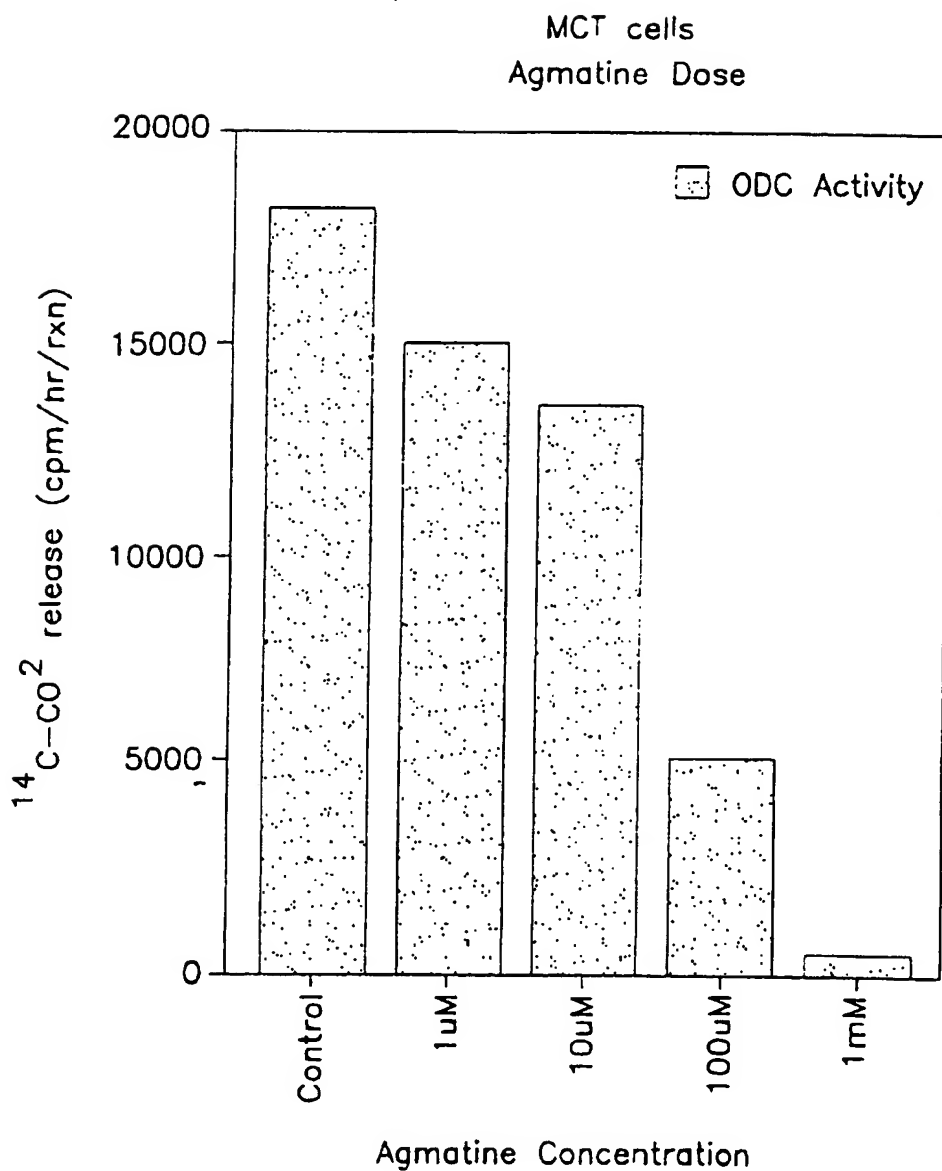 MCT cells
Agmatine Dose
20000
ODC Activity
15000
10000
5000
0
14C-CO2 release (cpm/hr/rxn)
Control
1uM
10uM
100uM
1mM
Agmatine Concentration